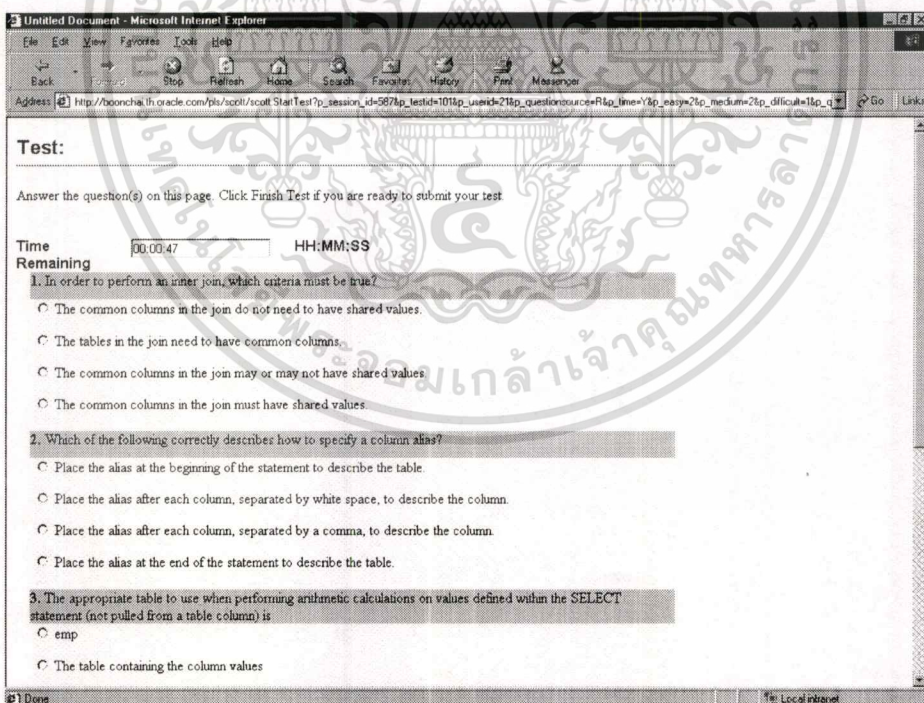 Untitled Document - Microsoft Internet Explorer
File Edit View Favorites Tools Help
Back Forward Stop Refresh Home Search Favorites History Print Messenger
Address http://boonchai.th.oracle.com/pls/scott/scott.StartTest?p_session_id=587&p_testid=101&p_userid=21&p_questionsource=R&p_time=Y&p_easy=2&p_medium=2&p_difficult=1&p_q Go Links
Test:
Answer the question(s) on this page. Click Finish Test if you are ready to submit your test.
Time Remaining 00:00:47 HH:MM:SS
1. In order to perform an inner join, which criteria must be true?
The common columns in the join do not need to have shared values.
The tables in the join need to have common columns.
The common columns in the join may or may not have shared values.
The common columns in the join must have shared values.
2. Which of the following correctly describes how to specify a column alias?
Place the alias at the beginning of the statement to describe the table.
Place the alias after each column, separated by white space, to describe the column.
Place the alias after each column, separated by a comma, to describe the column.
Place the alias at the end of the statement to describe the table.
3. The appropriate table to use when performing arithmetic calculations on values defined within the SELECT
statement (not pulled from a table column) is
emp
The table containing the column values
Done Local intranet